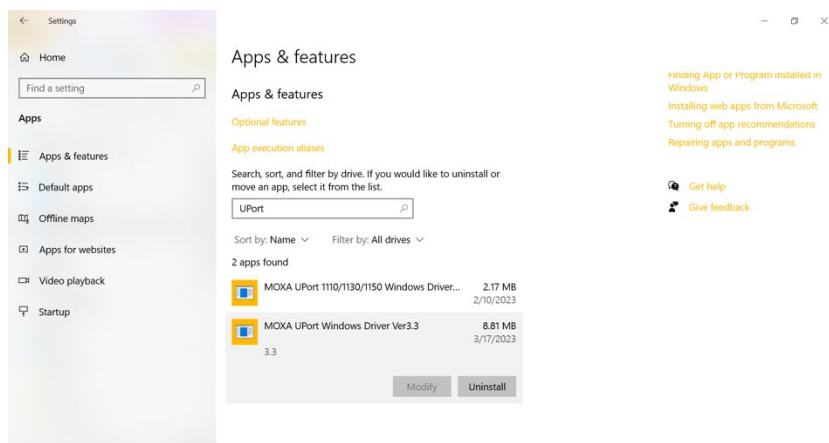 Settings
Home
Find a setting
Apps
Apps & features
Default apps
Offline maps
Apps for websites
Video playback
Startup
Apps & features
Apps & features
Optional features
App execution aliases
Search, sort, and filter by drive. If you would like to uninstall or
move an app, select it from the list.
UPort
Sort by: Name Filter by: All drives
2 apps found
MOXA UPort 1110/1130/1150 Windows Driver... 2.17 MB
2/10/2023
MOXA UPort Windows Driver Ver3.3 8.81 MB
3/17/2023
3.3
Modify Uninstall
Finding App or Program Installed in
Windows
Installing web apps from Microsoft
Turning off app recommendations
Repairing apps and programs
Get help
Give feedback